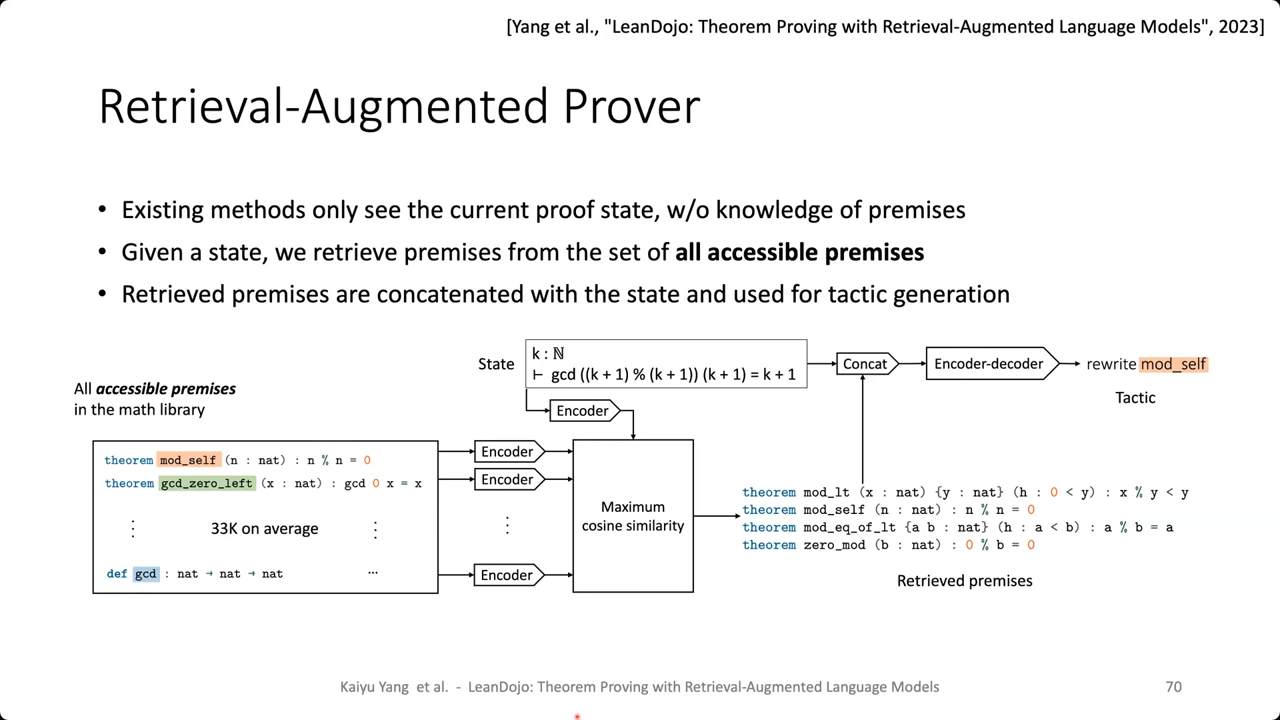 [Yang et al., "LeanDojo: Theorem Proving with Retrieval-Augmented Language Models", 2023]
Retrieval-Augmented Prover
• Existing methods only see the current proof state, w/o knowledge of premises
• Given a state, we retrieve premises from the set of all accessible premises
• Retrieved premises are concatenated with the state and used for tactic generation
State
k : ℕ
⊢ gcd ((k + 1) % (k + 1)) (k + 1) = k + 1
Concat
Encoder-decoder
rewrite mod_self
Tactic
Encoder
All accessible premises
in the math library
theorem mod_self (n : nat) : n % n = 0
theorem gcd_zero_left (x : nat) : gcd 0 x = x
⋮ 33K on average ⋮
def gcd : nat → nat → nat ...
Encoder
Encoder
⋮
Encoder
Maximum
cosine similarity
theorem mod_lt (x : nat) {y : nat} (h : 0 < y) : x % y < y
theorem mod_self (n : nat) : n % n = 0
theorem mod_eq_of_lt {a b : nat} (h : a < b) : a % b = a
theorem zero_mod (b : nat) : 0 % b = 0
Retrieved premises
Kaiyu Yang et al. - LeanDojo: Theorem Proving with Retrieval-Augmented Language Models
70